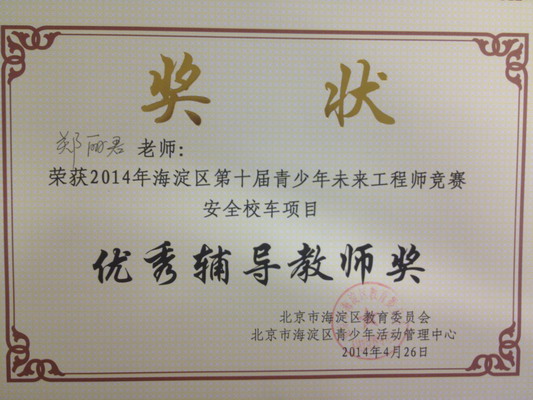 奖状
郑丽君 老师:
荣获2014年海淀区第十届青少年未来工程师竞赛
安全校车项目
优秀辅导教师奖
北京市海淀区教育委员会
北京市海淀区青少年活动管理中心
2014年4月26日